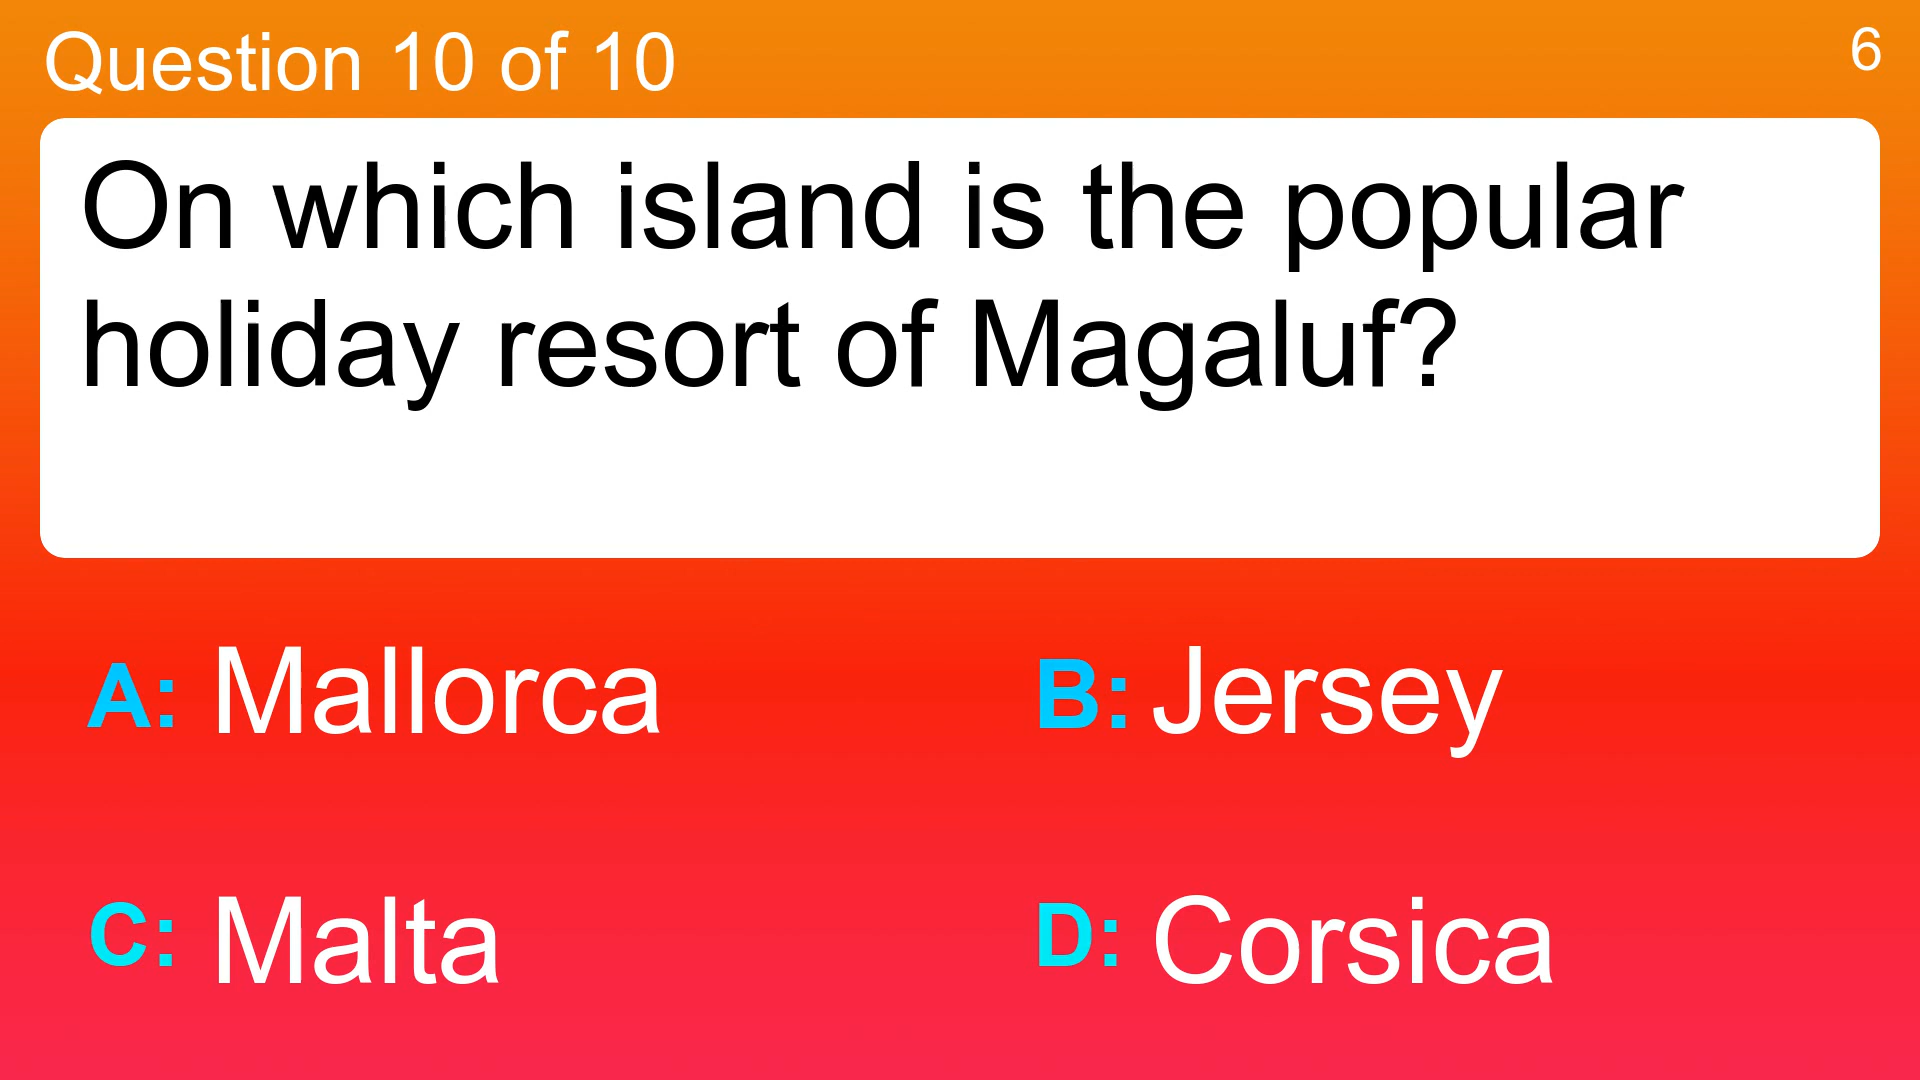 Question 10 of 10
6
On which island is the popular
holiday resort of Magaluf?
A: Mallorca
B: Jersey
C: Malta
D: Corsica